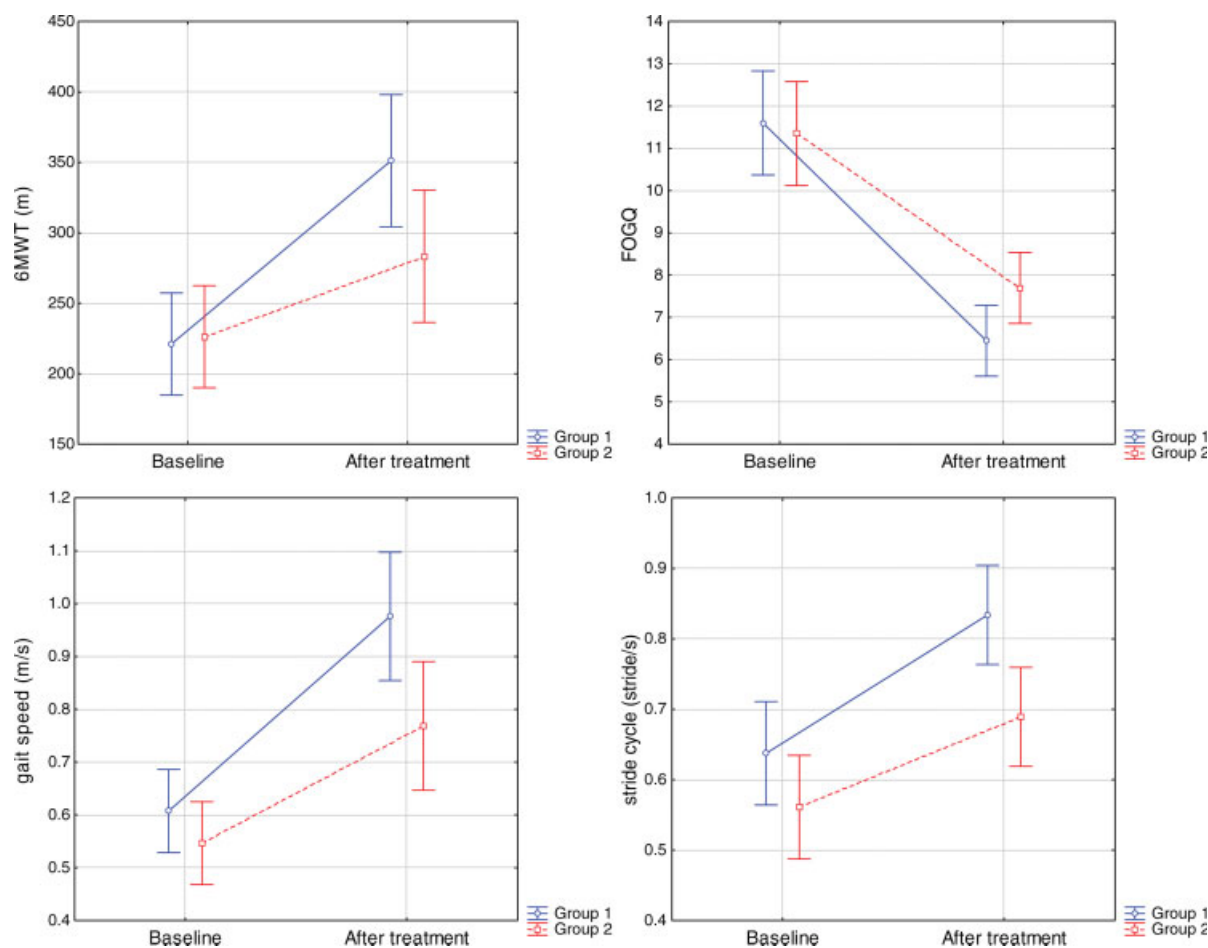 6MWT (m)
450
400
350
300
250
200
150
Baseline
After treatment
Group 1
Group 2
FOGQ
14
13
12
11
10
9
8
7
6
5
4
Baseline
After treatment
Group 1
Group 2
gait speed (m/s)
1.2
1.1
1.0
0.9
0.8
0.7
0.6
0.5
0.4
Baseline
After treatment
Group 1
Group 2
stride cycle (stride/s)
1.0
0.9
0.8
0.7
0.6
0.5
0.4
Baseline
After treatment
Group 1
Group 2